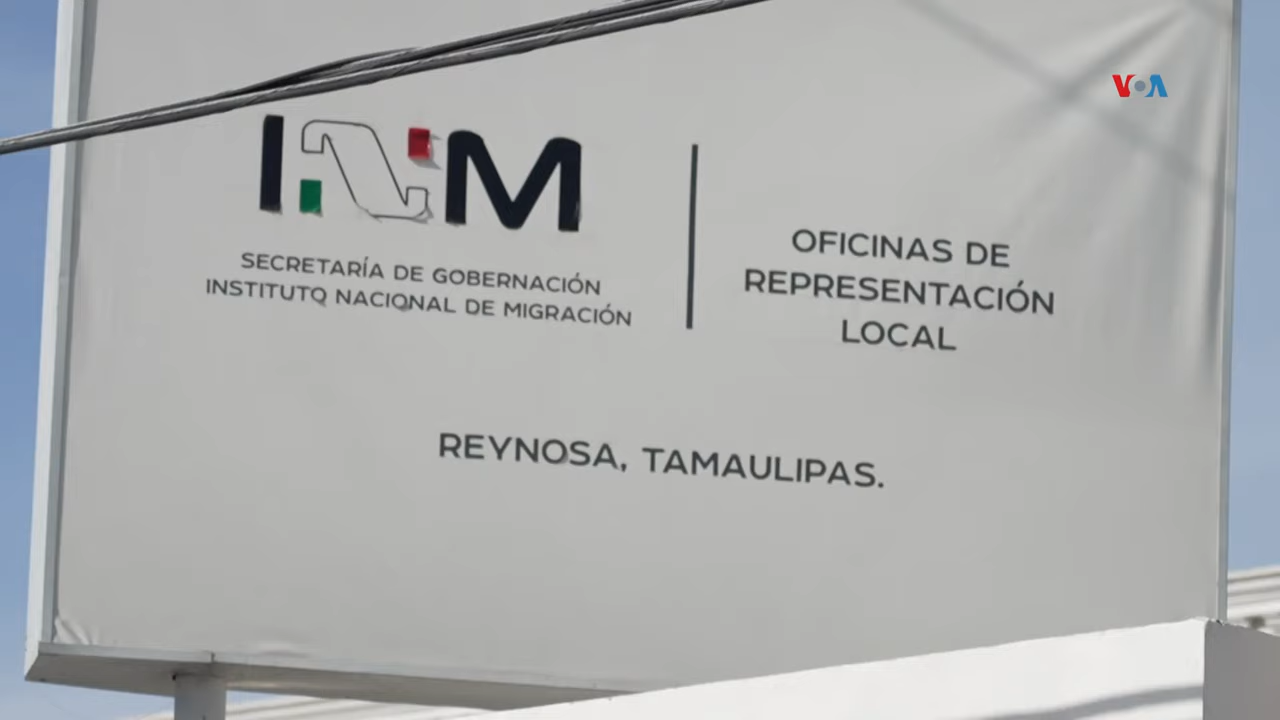 VOA
INM
SECRETARÍA DE GOBERNACIÓN
INSTITUTO NACIONAL DE MIGRACIÓN
OFICINAS DE
REPRESENTACIÓN
LOCAL
REYNOSA, TAMAULIPAS.